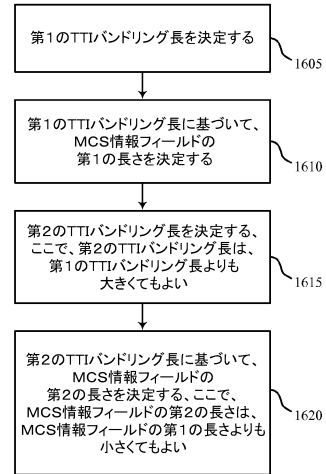 第1のTTIバンドリング長を決定する
1605
第1のTTIバンドリング長に基づいて、
MCS情報フィールドの
第1の長さを決定する
1610
第2のTTIバンドリング長を決定する、
ここで、第2のTTIバンドリング長は、
第1のTTIバンドリング長よりも
大きくてもよい
1615
第2のTTIバンドリング長に基づいて、
MCS情報フィールドの
第2の長さを決定する、ここで、
MCS情報フィールドの第2の長さは、
MCS情報フィールドの第1の長さよりも
小さくてもよい
1620